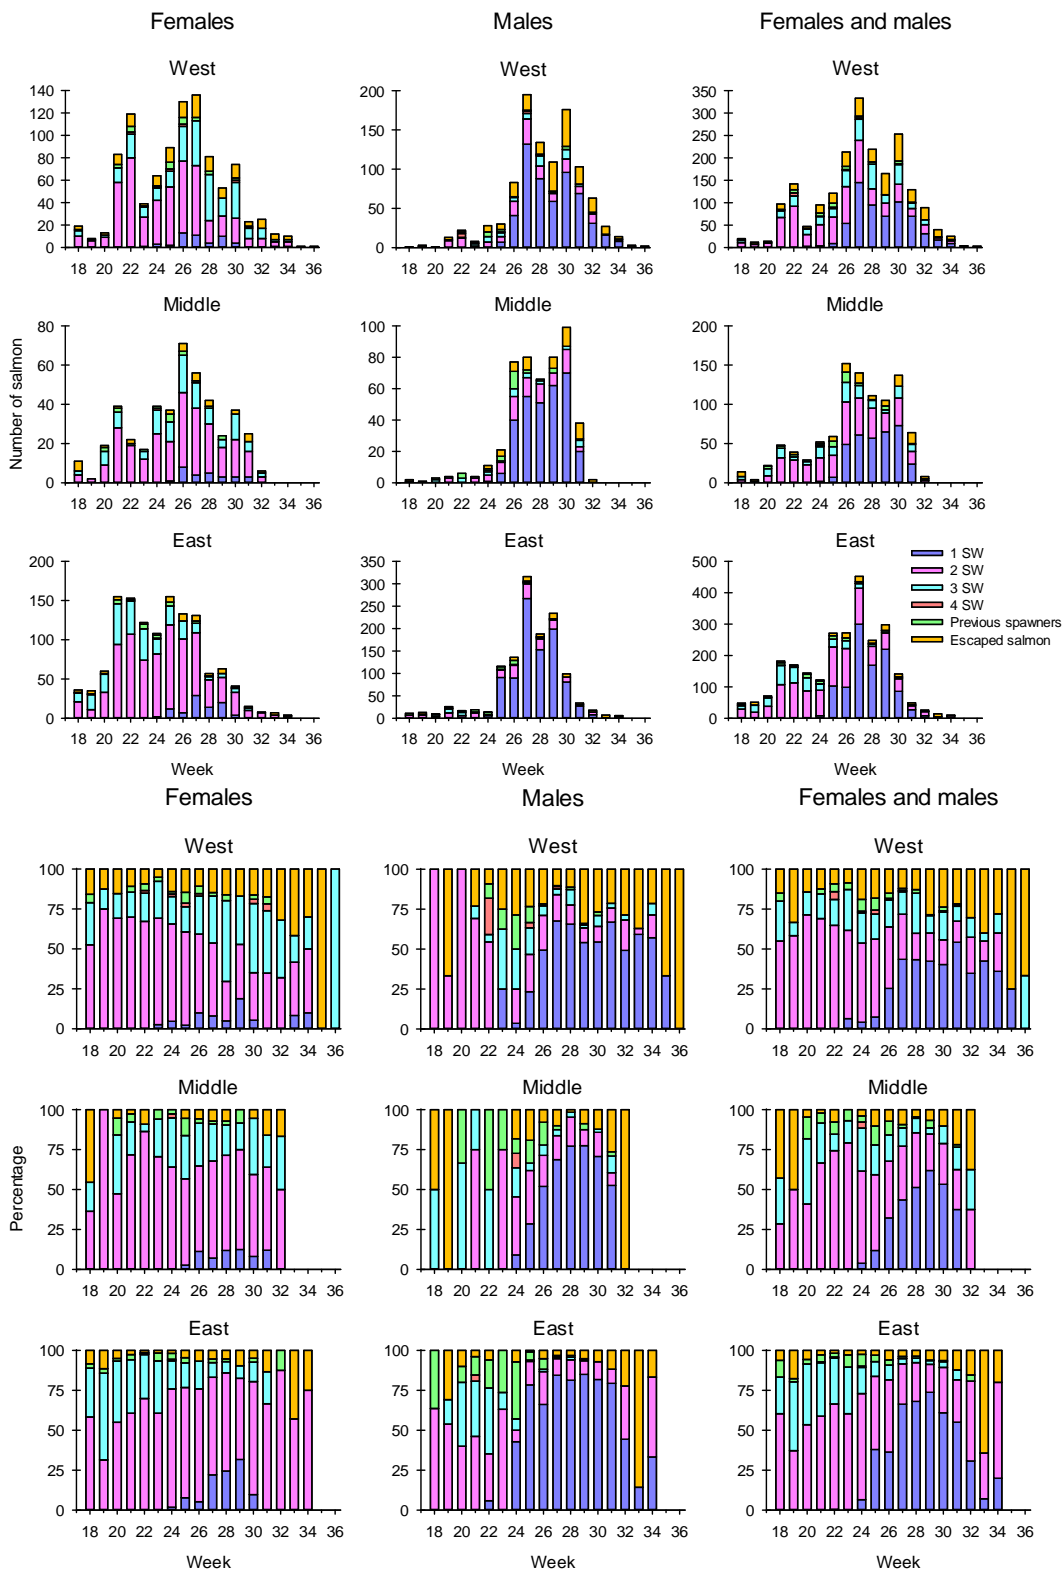 Females Males Females and males
West West West
140 200 350
120 300
100 150 250
80 200
60 100 150
40 50 100
20 50
0 0 0
18 20 22 24 26 28 30 32 34 36 18 20 22 24 26 28 30 32 34 36 18 20 22 24 26 28 30 32 34 36
Number of salmon
Middle Middle Middle
80 100 200
60 80 150
40 60 100
20 40 50
0 20 0
0
18 20 22 24 26 28 30 32 34 36 18 20 22 24 26 28 30 32 34 36 18 20 22 24 26 28 30 32 34 36
East East East
200 350 500
150 300 400
100 250 300
50 200 200
0 150 100
100 0
50
0
1 SW
2 SW
3 SW
4 SW
Previous spawners
Escaped salmon
18 20 22 24 26 28 30 32 34 36 18 20 22 24 26 28 30 32 34 36 18 20 22 24 26 28 30 32 34 36
Week Week Week
Females Males Females and males
West West West
100 100 100
75 75 75
50 50 50
25 25 25
0 0 0
18 20 22 24 26 28 30 32 34 36 18 20 22 24 26 28 30 32 34 36 18 20 22 24 26 28 30 32 34 36
Percentage
Middle Middle Middle
100 100 100
75 75 75
50 50 50
25 25 25
0 0 0
18 20 22 24 26 28 30 32 34 36 18 20 22 24 26 28 30 32 34 36 18 20 22 24 26 28 30 32 34 36
East East East
100 100 100
75 75 75
50 50 50
25 25 25
0 0 0
18 20 22 24 26 28 30 32 34 36 18 20 22 24 26 28 30 32 34 36 18 20 22 24 26 28 30 32 34 36
Week Week Week